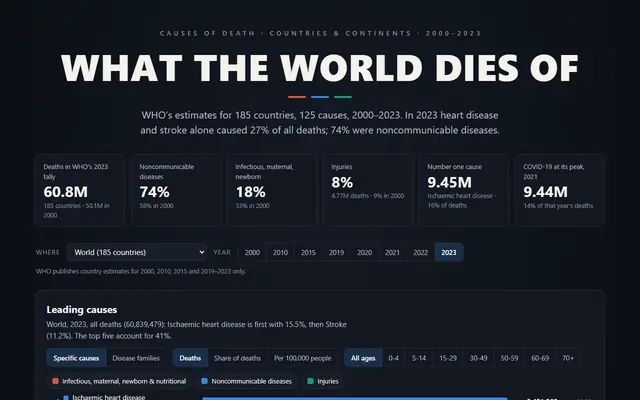 CAUSES OF DEATH · COUNTRIES & CONTINENTS · 2000–2023
WHAT THE WORLD DIES OF
WHO's estimates for 185 countries, 125 causes, 2000–2023. In 2023 heart disease
and stroke alone caused 27% of all deaths; 74% were noncommunicable diseases.
Deaths in WHO's 2023 tally
60.8M
185 countries · 50.1M in 2000
Noncommunicable diseases
74%
58% in 2000
Infectious, maternal, newborn
18%
33% in 2000
Injuries
8%
4.77M deaths · 9% in 2000
Number one cause
9.45M
Ischaemic heart disease · 16% of deaths
COVID-19 at its peak, 2021
9.44M
14% of that year's deaths
WHERE World (185 countries) YEAR 2000 2010 2015 2019 2020 2021 2022 2023
WHO publishes country estimates for 2000, 2010, 2015 and 2019–2023 only.
Leading causes
World, 2023, all deaths (60,839,479): Ischaemic heart disease is first with 15.5%, then Stroke
(11.2%). The top five account for 41%.
Specific causes Disease families Deaths Share of deaths Per 100,000 people All ages 0-4 5-14 15-29 30-49 50-59 60-69 70+
Infectious, maternal, newborn & nutritional Noncommunicable diseases Injuries
Ischaemic heart disease